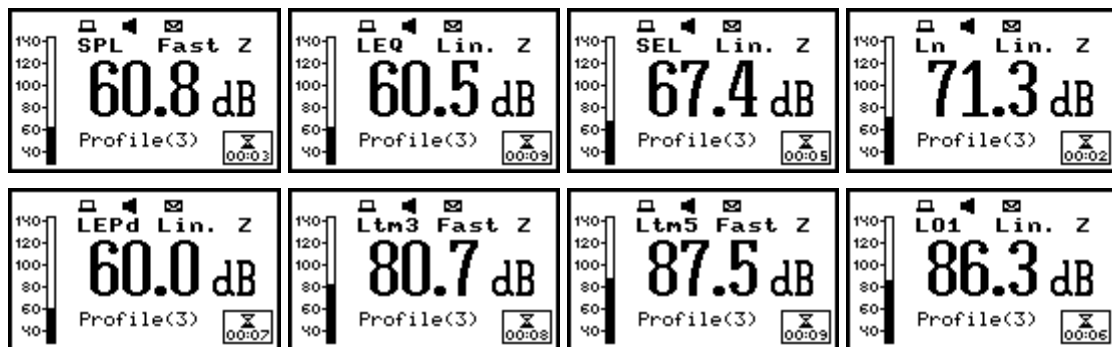 SPL Fast Z
140
120
100
80
60
40
60.8 dB
Profile(3)
00:03
LEQ Lin. Z
140
120
100
80
60
40
60.5 dB
Profile(3)
00:09
SEL Lin. Z
140
120
100
80
60
40
67.4 dB
Profile(3)
00:05
Ln Lin. Z
140
120
100
80
60
40
71.3 dB
Profile(3)
00:02
LEPd Lin. Z
140
120
100
80
60
40
60.0 dB
Profile(3)
00:07
Ltm3 Fast Z
140
120
100
80
60
40
80.7 dB
Profile(3)
00:08
Ltm5 Fast Z
140
120
100
80
60
40
87.5 dB
Profile(3)
00:09
L01 Lin. Z
140
120
100
80
60
40
86.3 dB
Profile(3)
00:06